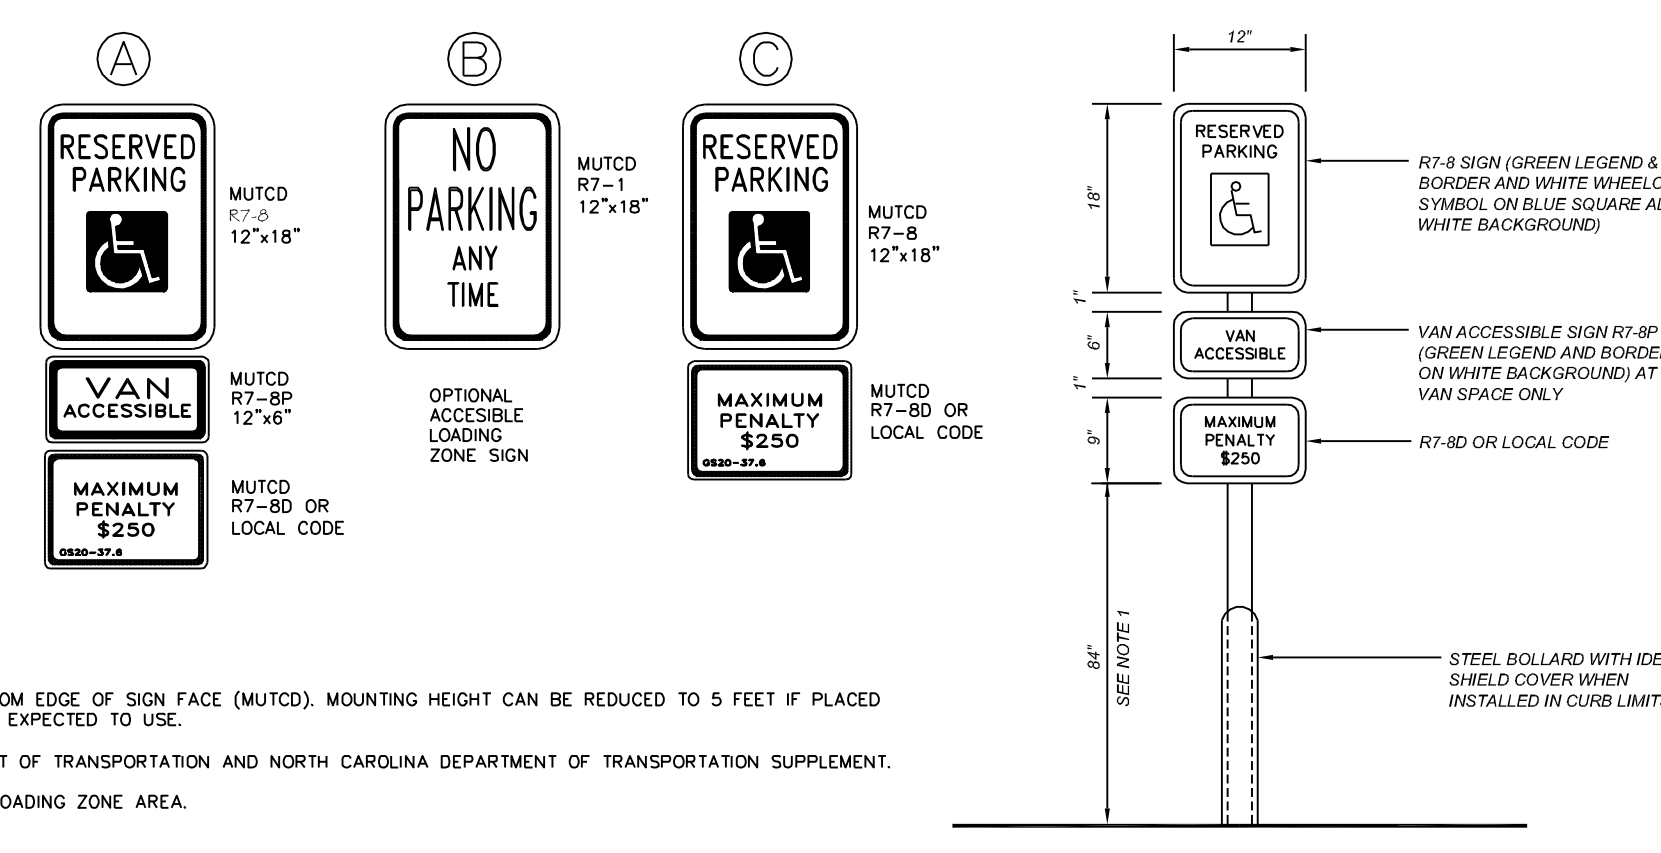 A
RESERVED
PARKING
MUTCD
R7-8
12"x18"
VAN
ACCESSIBLE
MUTCD
R7-8P
12"x6"
MAXIMUM
PENALTY
$250
GS20-37.6
MUTCD
R7-8D OR
LOCAL CODE
B
NO
PARKING
ANY
TIME
MUTCD
R7-1
12"x18"
OPTIONAL
ACCESIBLE
LOADING
ZONE SIGN
C
RESERVED
PARKING
MUTCD
R7-8
12"x18"
MAXIMUM
PENALTY
$250
GS20-37.6
MUTCD
R7-8D OR
LOCAL CODE
12"
18"
1"
6"
1"
9"
84"
SEE NOTE 1
RESERVED
PARKING
VAN
ACCESSIBLE
MAXIMUM
PENALTY
$250
R7-8 SIGN (GREEN LEGEND &
BORDER AND WHITE WHEELC
SYMBOL ON BLUE SQUARE AL
WHITE BACKGROUND)
VAN ACCESSIBLE SIGN R7-8P
(GREEN LEGEND AND BORDE
ON WHITE BACKGROUND) AT
VAN SPACE ONLY
R7-8D OR LOCAL CODE
STEEL BOLLARD WITH IDE
SHIELD COVER WHEN
INSTALLED IN CURB LIMIT
OM EDGE OF SIGN FACE (MUTCD). MOUNTING HEIGHT CAN BE REDUCED TO 5 FEET IF PLACED
EXPECTED TO USE.
T OF TRANSPORTATION AND NORTH CAROLINA DEPARTMENT OF TRANSPORTATION SUPPLEMENT.
OADING ZONE AREA.